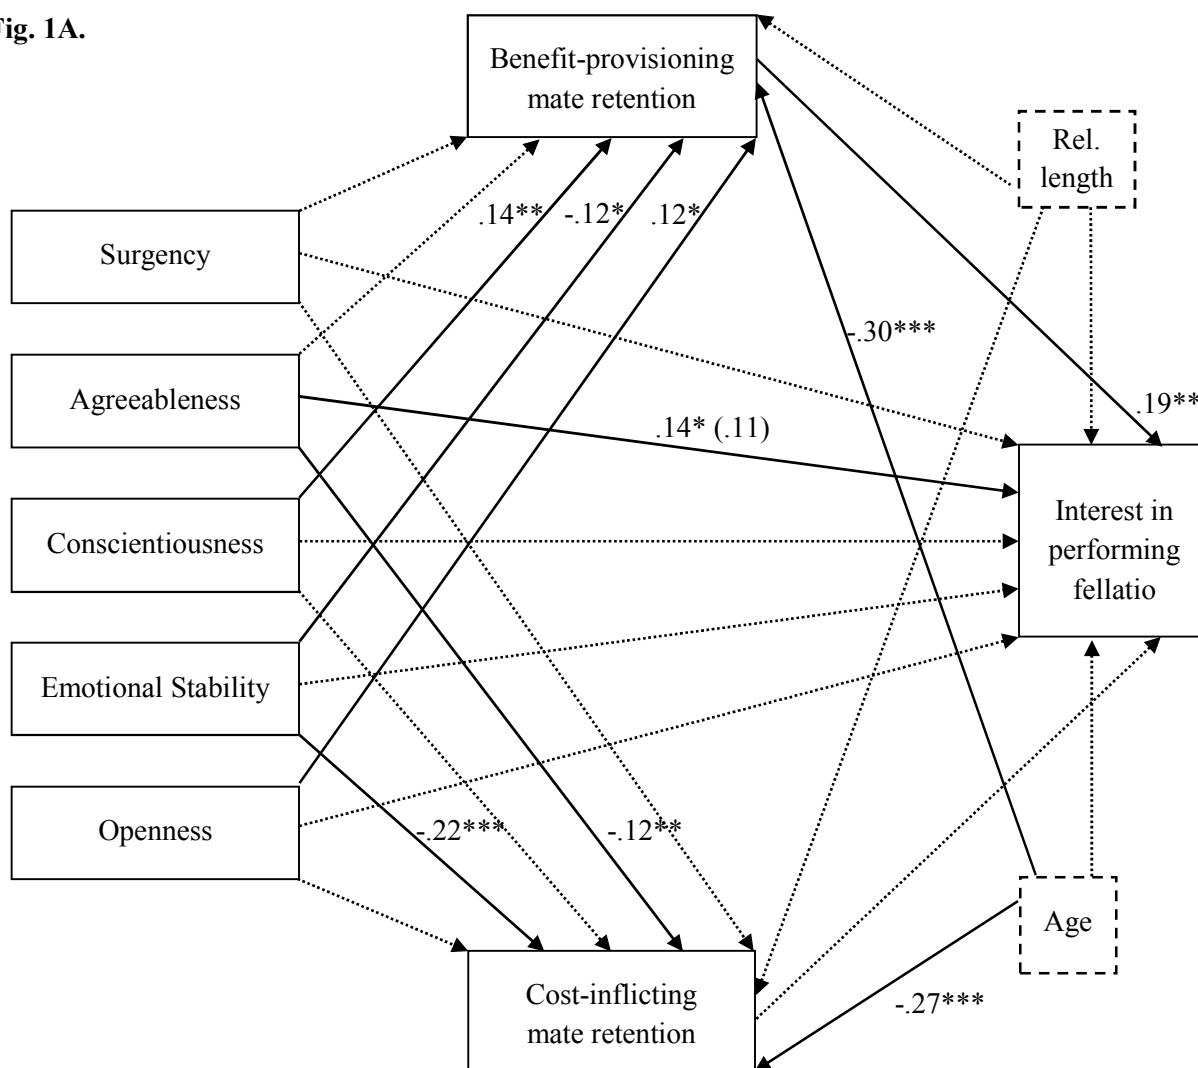 ig. 1A.
Benefit-provisioning
mate retention
Rel.
length
.14**
-.12*
.12*
Surgency
-.30***
Agreeableness
.19**
.14* (.11)
Conscientiousness
Interest in
performing
fellatio
Emotional Stability
Openness
-.22***
-.12**
Age
Cost-inflicting
mate retention
-.27***